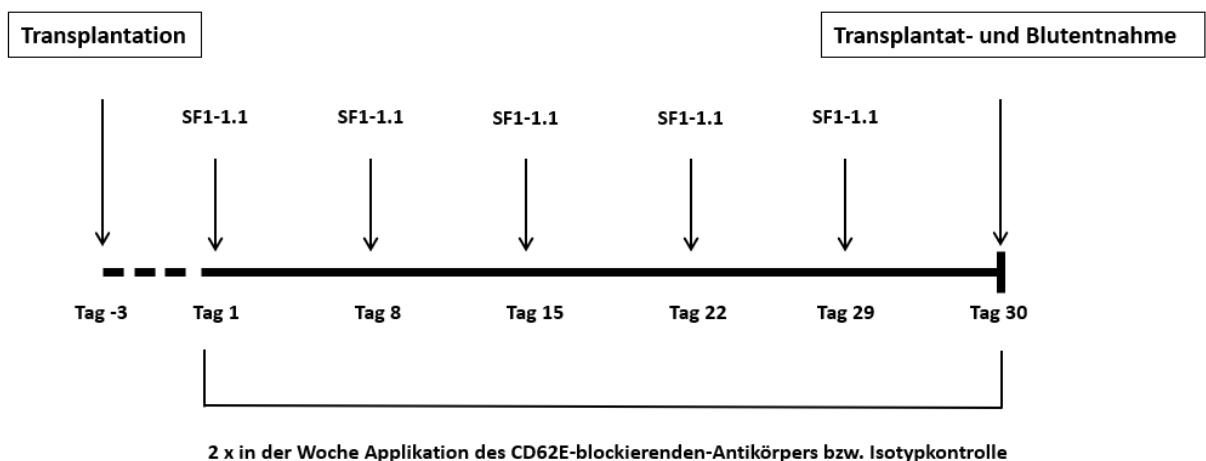 Transplantation
Transplantat- und Blutentnahme
SF1-1.1 SF1-1.1 SF1-1.1 SF1-1.1 SF1-1.1
Tag -3 Tag 1 Tag 8 Tag 15 Tag 22 Tag 29 Tag 30
2 x in der Woche Applikation des CD62E-blockierenden-Antikörpers bzw. Isotypkontrolle